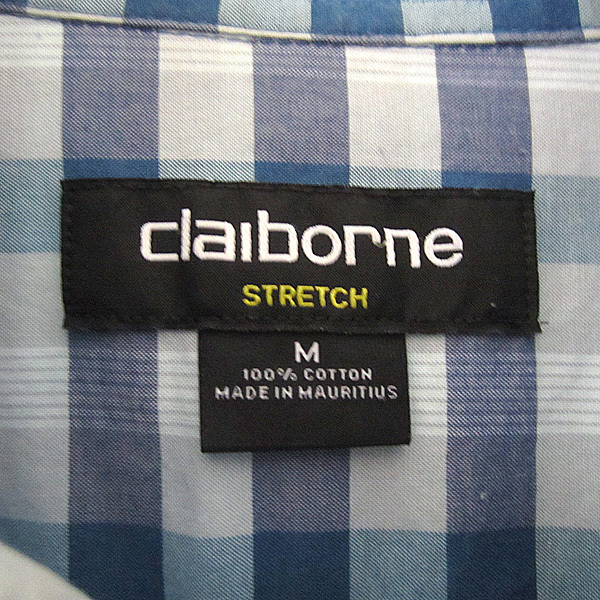 claiborne
STRETCH
M
100% COTTON
MADE IN MAURITIUS